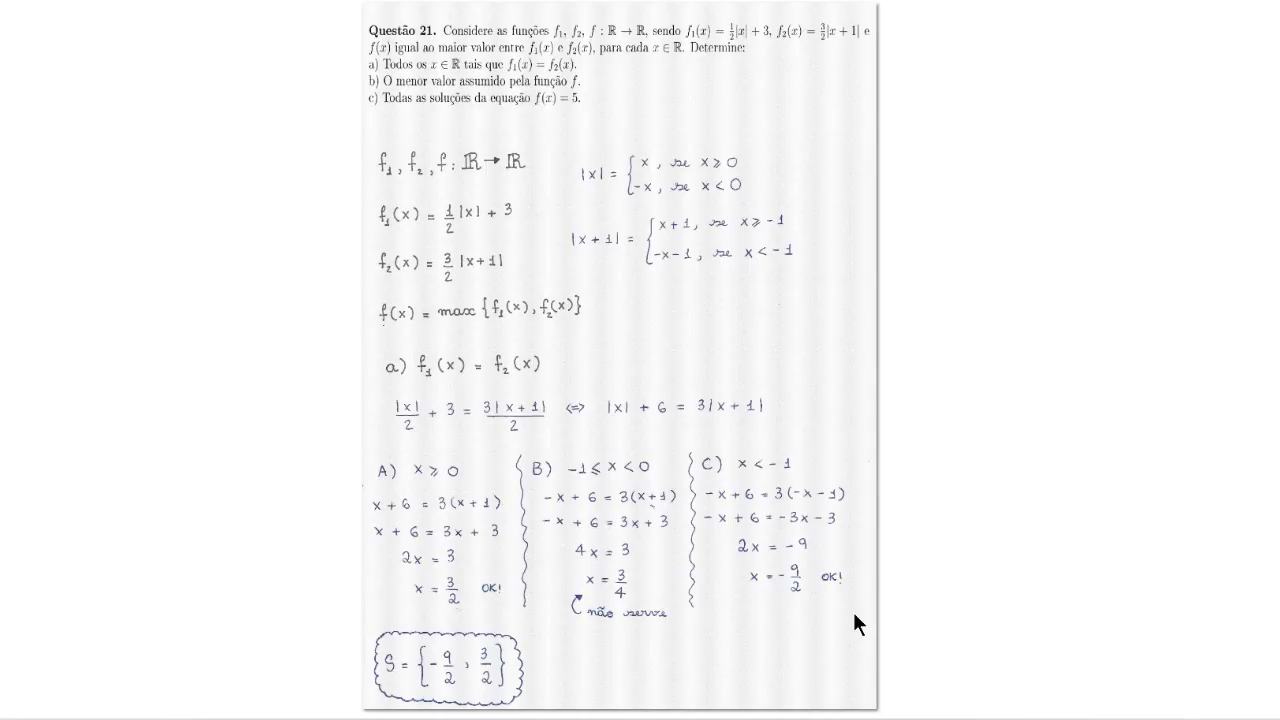 Questão 21. Considere as funções f₁, f₂, f : ℝ → ℝ, sendo f₁(x) = 1/2|x| + 3, f₂(x) = 3/2|x + 1| e
f(x) igual ao maior valor entre f₁(x) e f₂(x), para cada x ∈ ℝ. Determine:
a) Todos os x ∈ ℝ tais que f₁(x) = f₂(x).
b) O menor valor assumido pela função f.
c) Todas as soluções da equação f(x) = 5.
f₁, f₂, f : ℝ → ℝ
f₁(x) = 1/2 |x| + 3
f₂(x) = 3/2 |x+1|
f(x) = max {f₁(x), f₂(x)}
|x| = { x, se x ⩾ 0
-x, se x < 0
|x + 1| = { x+1, se x ⩾ -1
-x-1, se x < -1
a) f₁(x) = f₂(x)
|x|/2 + 3 = 3|x+1|/2 <=> |x| + 6 = 3|x + 1|
A) x ⩾ 0
x + 6 = 3(x+1)
x + 6 = 3x + 3
2x = 3
x = 3/2 OK!
B) -1 ⩽ x < 0
-x + 6 = 3(x+1)
-x + 6 = 3x + 3
4x = 3
x = 3/4
não serve
C) x < -1
-x + 6 = 3(-x-1)
-x + 6 = -3x - 3
2x = -9
x = -9/2 OK!
S = {-9/2, 3/2}